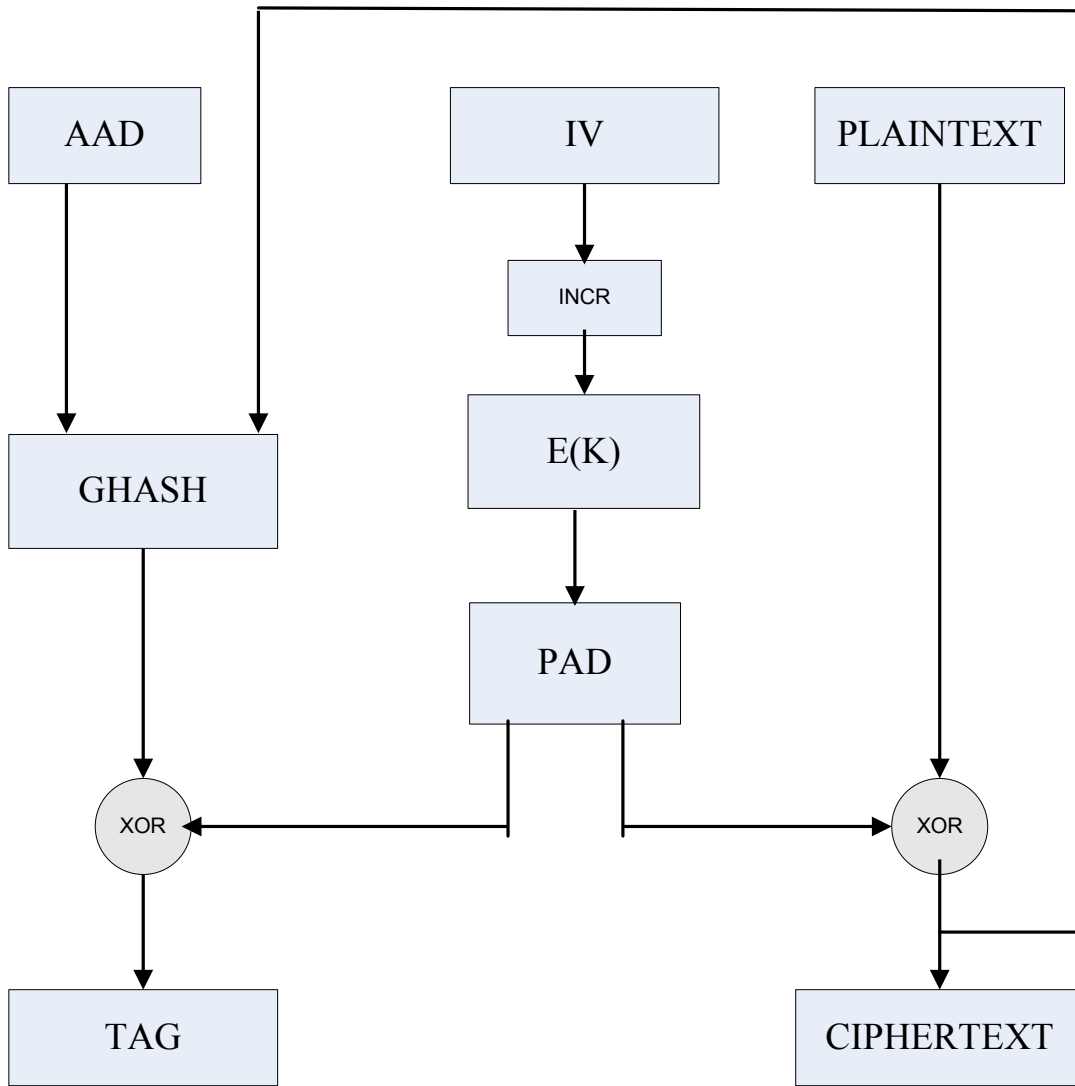 AAD
IV
PLAINTEXT
INCR
E(K)
GHASH
PAD
XOR
XOR
TAG
CIPHERTEXT